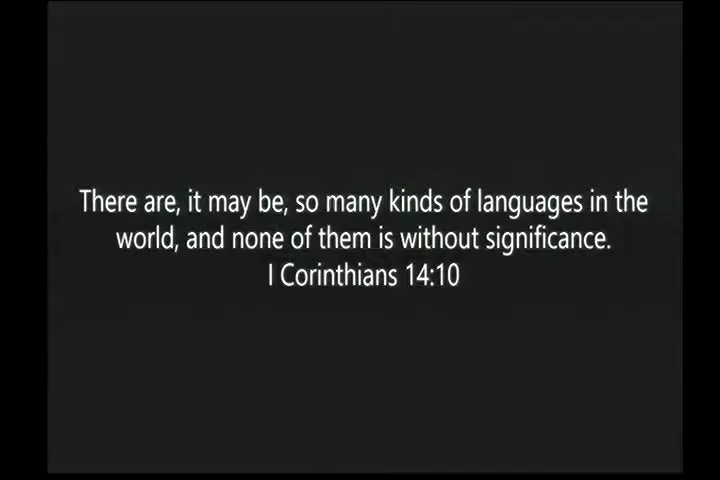 There are, it may be, so many kinds of languages in the
world, and none of them is without significance.
I Corinthians 14:10